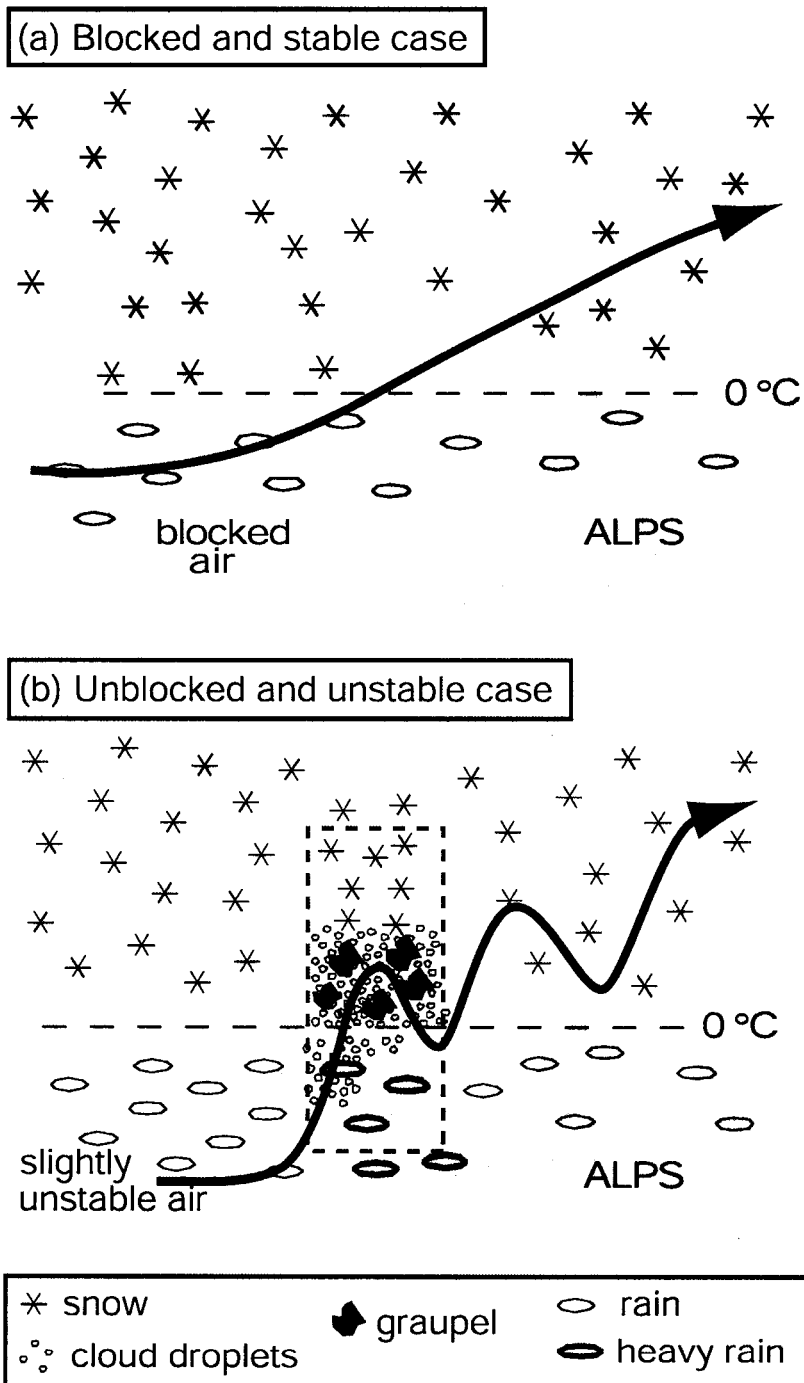 (a) Blocked and stable case
0 °C
blocked
air
ALPS
(b) Unblocked and unstable case
0 °C
slightly
unstable air
ALPS
snow
graupel
rain
cloud droplets
heavy rain